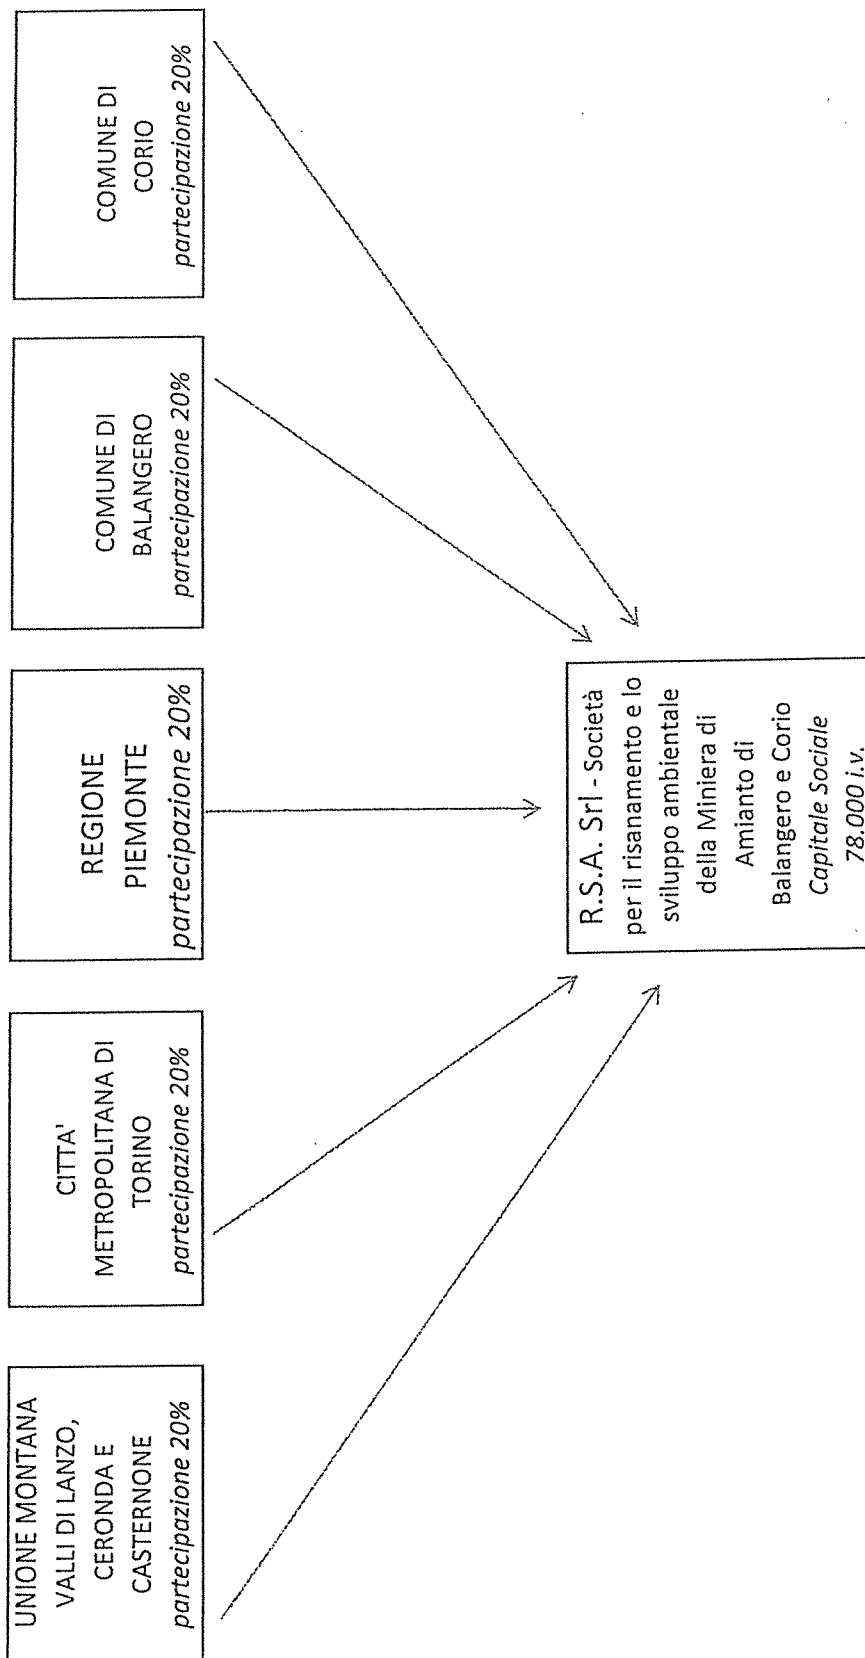 UNIONE MONTANA
VALLI DI LANZO,
CERONDA E
CASTERNONE
partecipazione 20%
CITTA'
METROPOLITANA DI
TORINO
partecipazione 20%
REGIONE
PIEMONTE
partecipazione 20%
COMUNE DI
BALANGERO
partecipazione 20%
COMUNE DI
CORIO
partecipazione 20%
R.S.A. Srl - Società
per il risanamento e lo
sviluppo ambientale
della Miniera di
Amianto di
Balangero e Corio
Capitale Sociale
78.000 i.v.